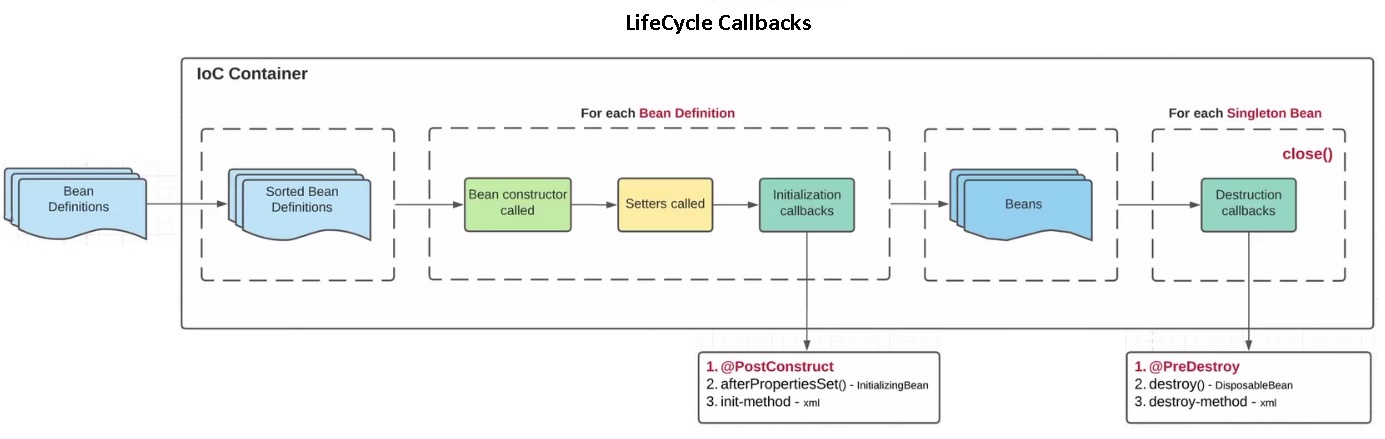 LifeCycle Callbacks
IoC Container
For each Bean Definition
For each Singleton Bean
close()
Bean
Definitions
Sorted Bean
Definitions
Bean constructor
called
Setters called
Initialization
callbacks
Beans
Destruction
callbacks
1. @PostConstruct
2. afterPropertiesSet() - InitializingBean
3. init-method - xml
1. @PreDestroy
2. destroy() - DisposableBean
3. destroy-method - xml